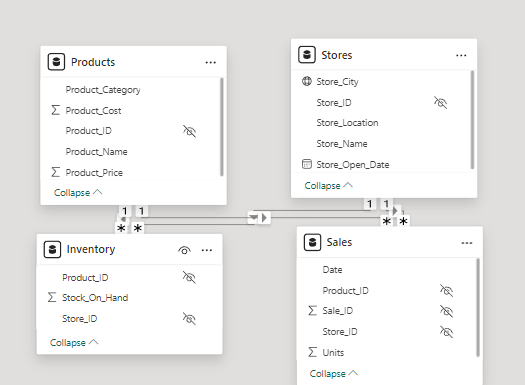 Products
Product_Category
Product_Cost
Product_ID
Product_Name
Product_Price
Collapse
Stores
Store_City
Store_ID
Store_Location
Store_Name
Store_Open_Date
Collapse
1 1
1 1
* *
* *
Inventory
Product_ID
Stock_On_Hand
Store_ID
Collapse
Sales
Date
Product_ID
Sale_ID
Store_ID
Units
Collapse